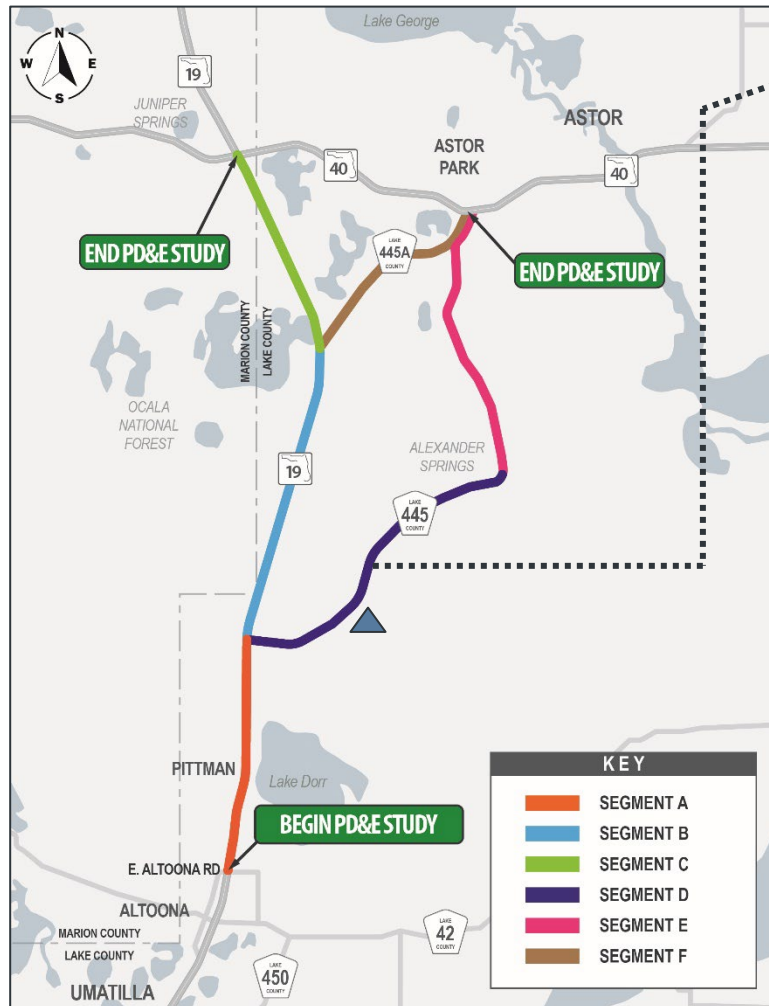 Lake George
N
W
E
S
19
JUNIPER
SPRINGS
ASTOR
ASTOR
PARK
40
40
END PD&E STUDY
LAKE
445A
COUNTY
END PD&E STUDY
MARION COUNTY
LAKE COUNTY
OCALA
NATIONAL
FOREST
ALEXANDER
SPRINGS
19
LAKE
445
COUNTY
PITTMAN
Lake Dorr
BEGIN PD&E STUDY
E. ALTOONA RD
ALTOONA
MARION COUNTY
LAKE COUNTY
UMATILLA
LAKE
450
COUNTY
LAKE
42
COUNTY
KEY
SEGMENT A
SEGMENT B
SEGMENT C
SEGMENT D
SEGMENT E
SEGMENT F